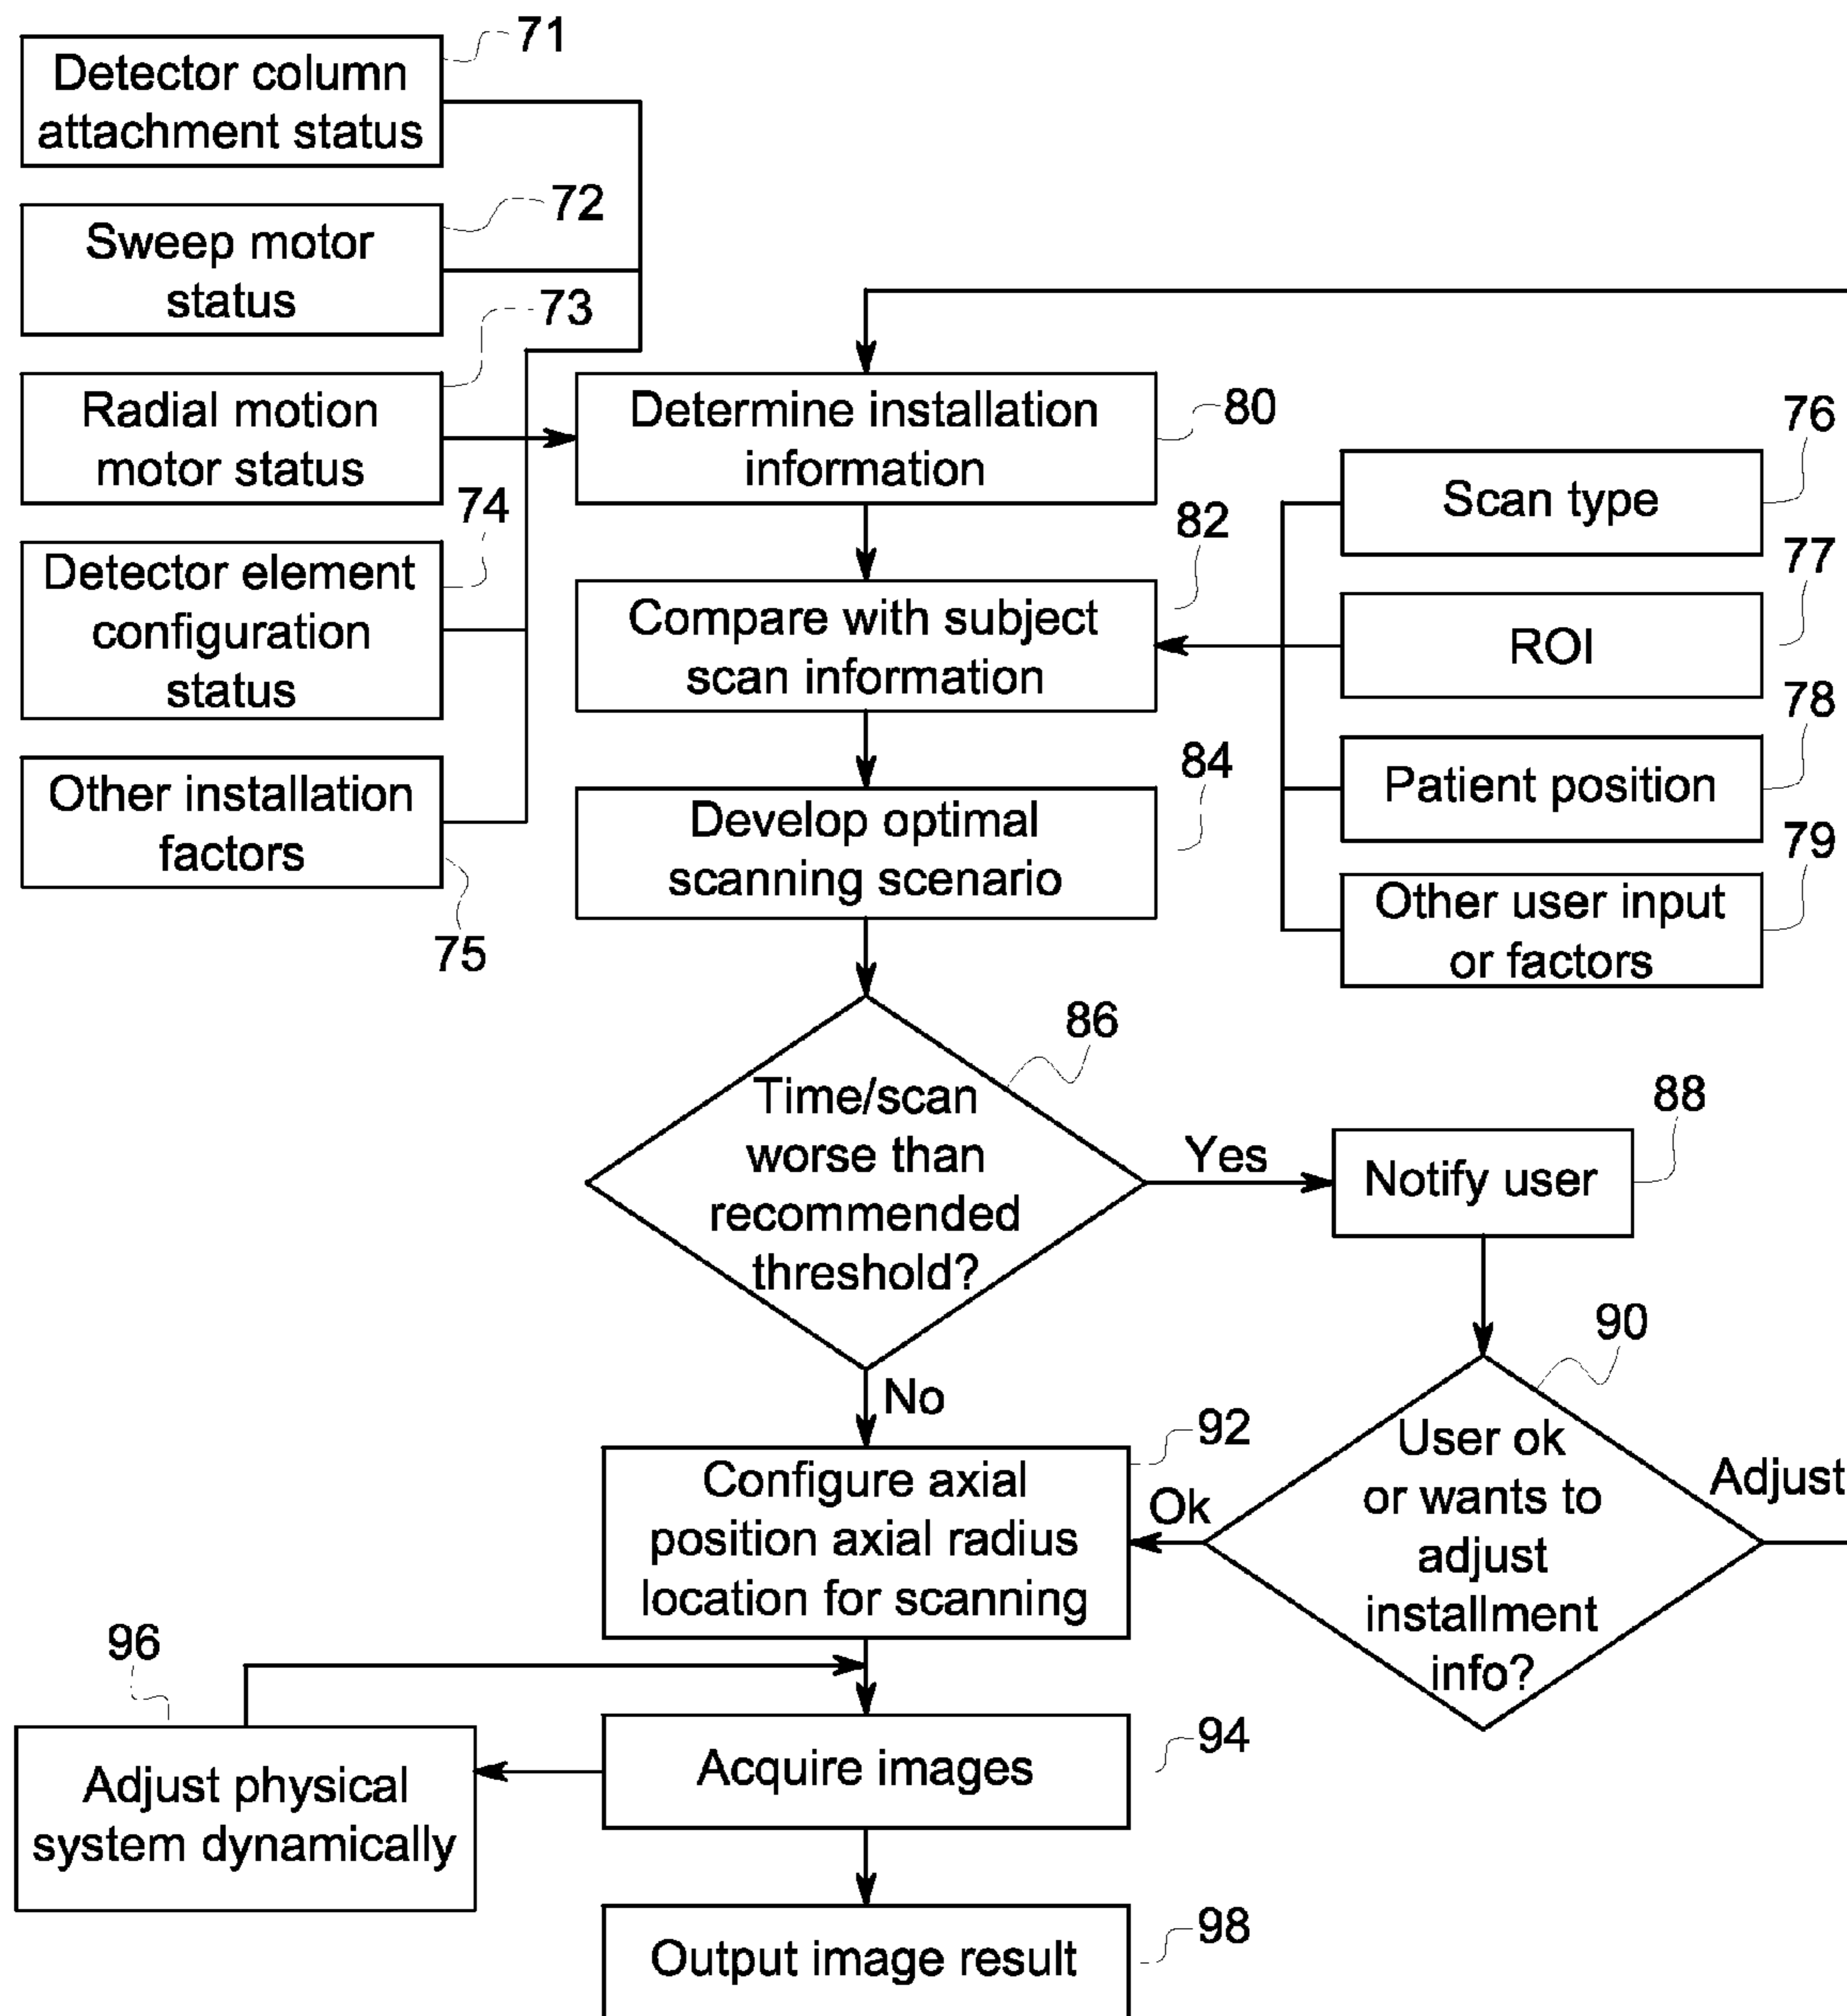 71
Detector column
attachment status
72
Sweep motor
status
73
Radial motion
motor status
74
Detector element
configuration
status
Other installation
factors
75
Determine installation
information
80
82
Compare with subject
scan information
84
Develop optimal
scanning scenario
76
Scan type
77
ROI
78
Patient position
79
Other user input
or factors
86
Time/scan
worse than
recommended
threshold?
Yes
88
Notify user
No
90
User ok
or wants to
adjust
installment
info?
Adjust
Ok
92
Configure axial
position axial radius
location for scanning
96
Adjust physical
system dynamically
94
Acquire images
98
Output image result